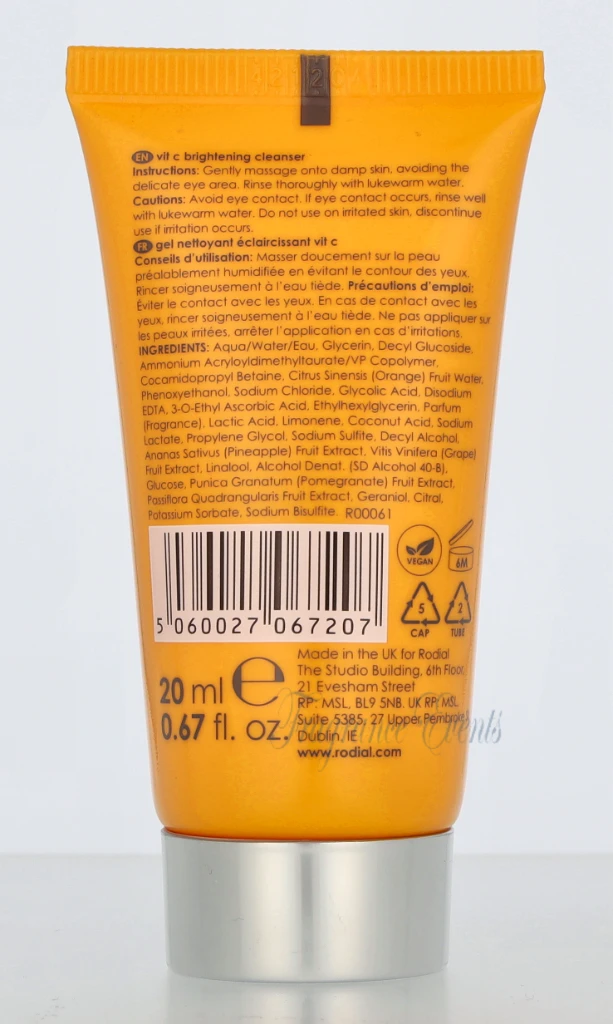 EN vit c brightening cleanser
Instructions: Gently massage onto damp skin, avoiding the
delicate eye area. Rinse thoroughly with lukewarm water.
Cautions: Avoid eye contact. If eye contact occurs, rinse well
with lukewarm water. Do not use on irritated skin, discontinue
use if irritation occurs.
FR gel nettoyant éclaircissant vit c
Conseils d'utilisation: Masser doucement sur la peau
préalablement humidifiée en évitant le contour des yeux.
Rincer soigneusement à l'eau tiède. Précautions d'emploi:
Éviter le contact avec les yeux. En cas de contact avec les
yeux, rincer soigneusement à l'eau tiède. Ne pas appliquer sur
les peaux irritées, arrêter l'application en cas d'irritations.
INGREDIENTS: Aqua/Water/Eau, Glycerin, Decyl Glucoside,
Ammonium Acryloyldimethyltaurate/VP Copolymer,
Cocamidopropyl Betaine, Citrus Sinensis (Orange) Fruit Water,
Phenoxyethanol, Sodium Chloride, Glycolic Acid, Disodium
EDTA, 3-O-Ethyl Ascorbic Acid, Ethylhexylglycerin, Parfum
(Fragrance), Lactic Acid, Limonene, Coconut Acid, Sodium
Lactate, Propylene Glycol, Sodium Sulfite, Decyl Alcohol,
Ananas Sativus (Pineapple) Fruit Extract, Vitis Vinifera (Grape)
Fruit Extract, Linalool, Alcohol Denat. (SD Alcohol 40-B),
Glucose, Punica Granatum (Pomegranate) Fruit Extract,
Passiflora Quadrangularis Fruit Extract, Geraniol, Citral,
Potassium Sorbate, Sodium Bisulfite. R00061
VEGAN
6M
5
CAP
2
TUBE
5 060027 067207
20 ml e
0.67 fl. oz.
Made in the UK for Rodial
The Studio Building, 6th Floor,
21 Evesham Street
RP: MSL, BL9 5NB. UK RP: MSL,
Suite 5385, 27 Upper Pembroke
Dublin, IE
www.rodial.com
Fragrance Events